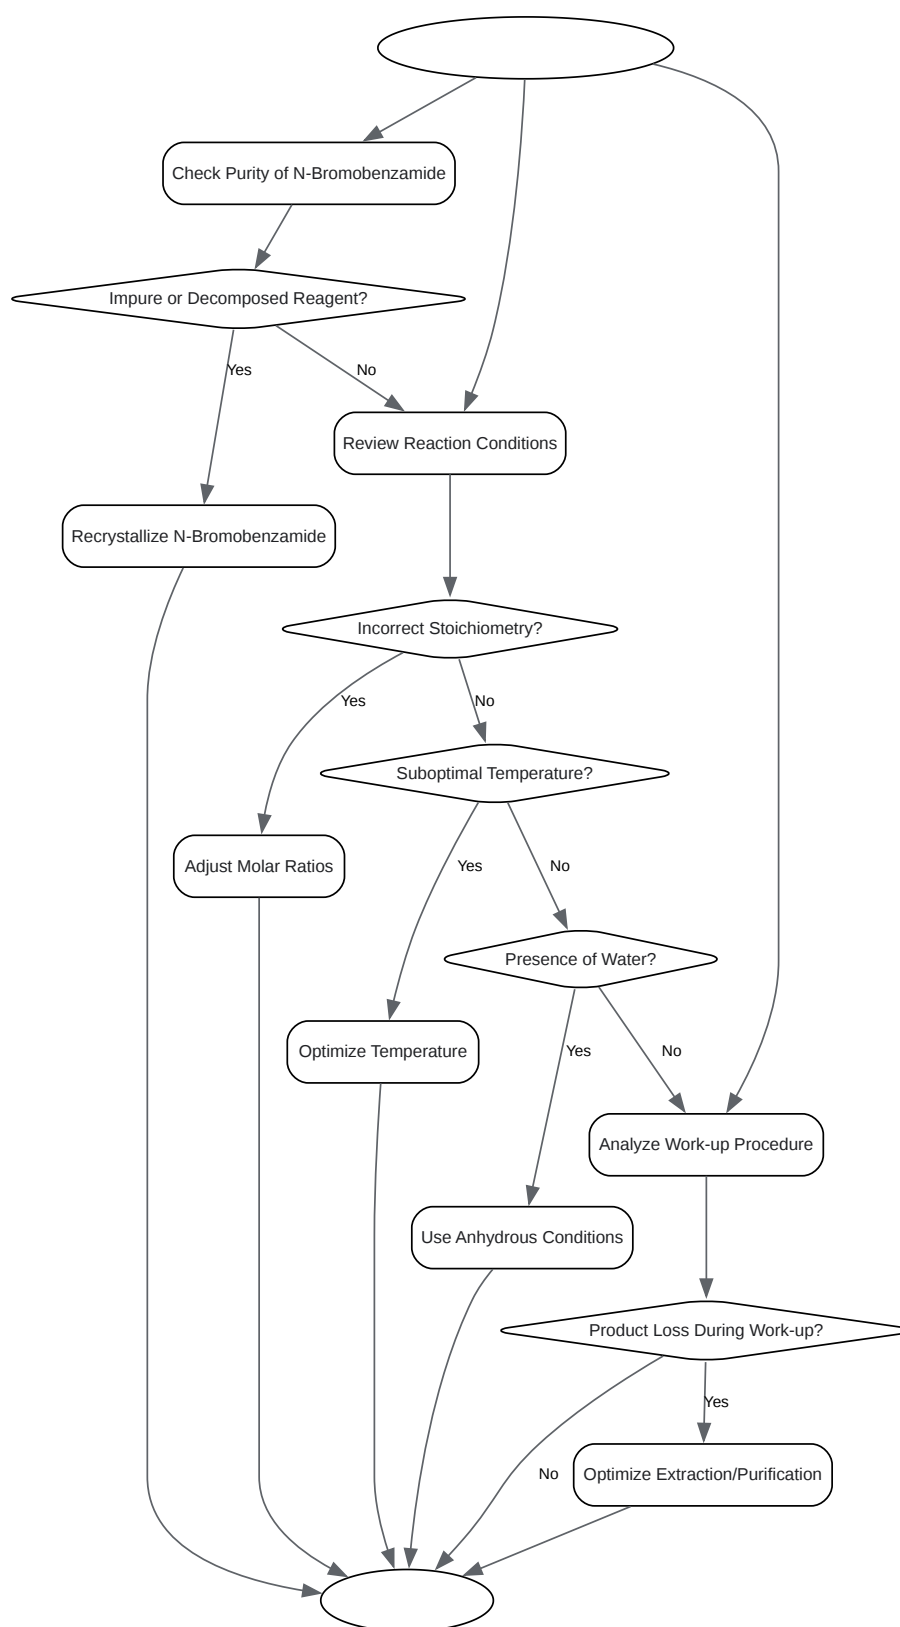 Check Purity of N-Bromobenzamide
Impure or Decomposed Reagent?
Yes
No
Review Reaction Conditions
Recrystallize N-Bromobenzamide
Incorrect Stoichiometry?
Yes
No
Suboptimal Temperature?
Adjust Molar Ratios
Yes
No
Presence of Water?
Optimize Temperature
Yes
No
Analyze Work-up Procedure
Use Anhydrous Conditions
Product Loss During Work-up?
Yes
No
Optimize Extraction/Purification